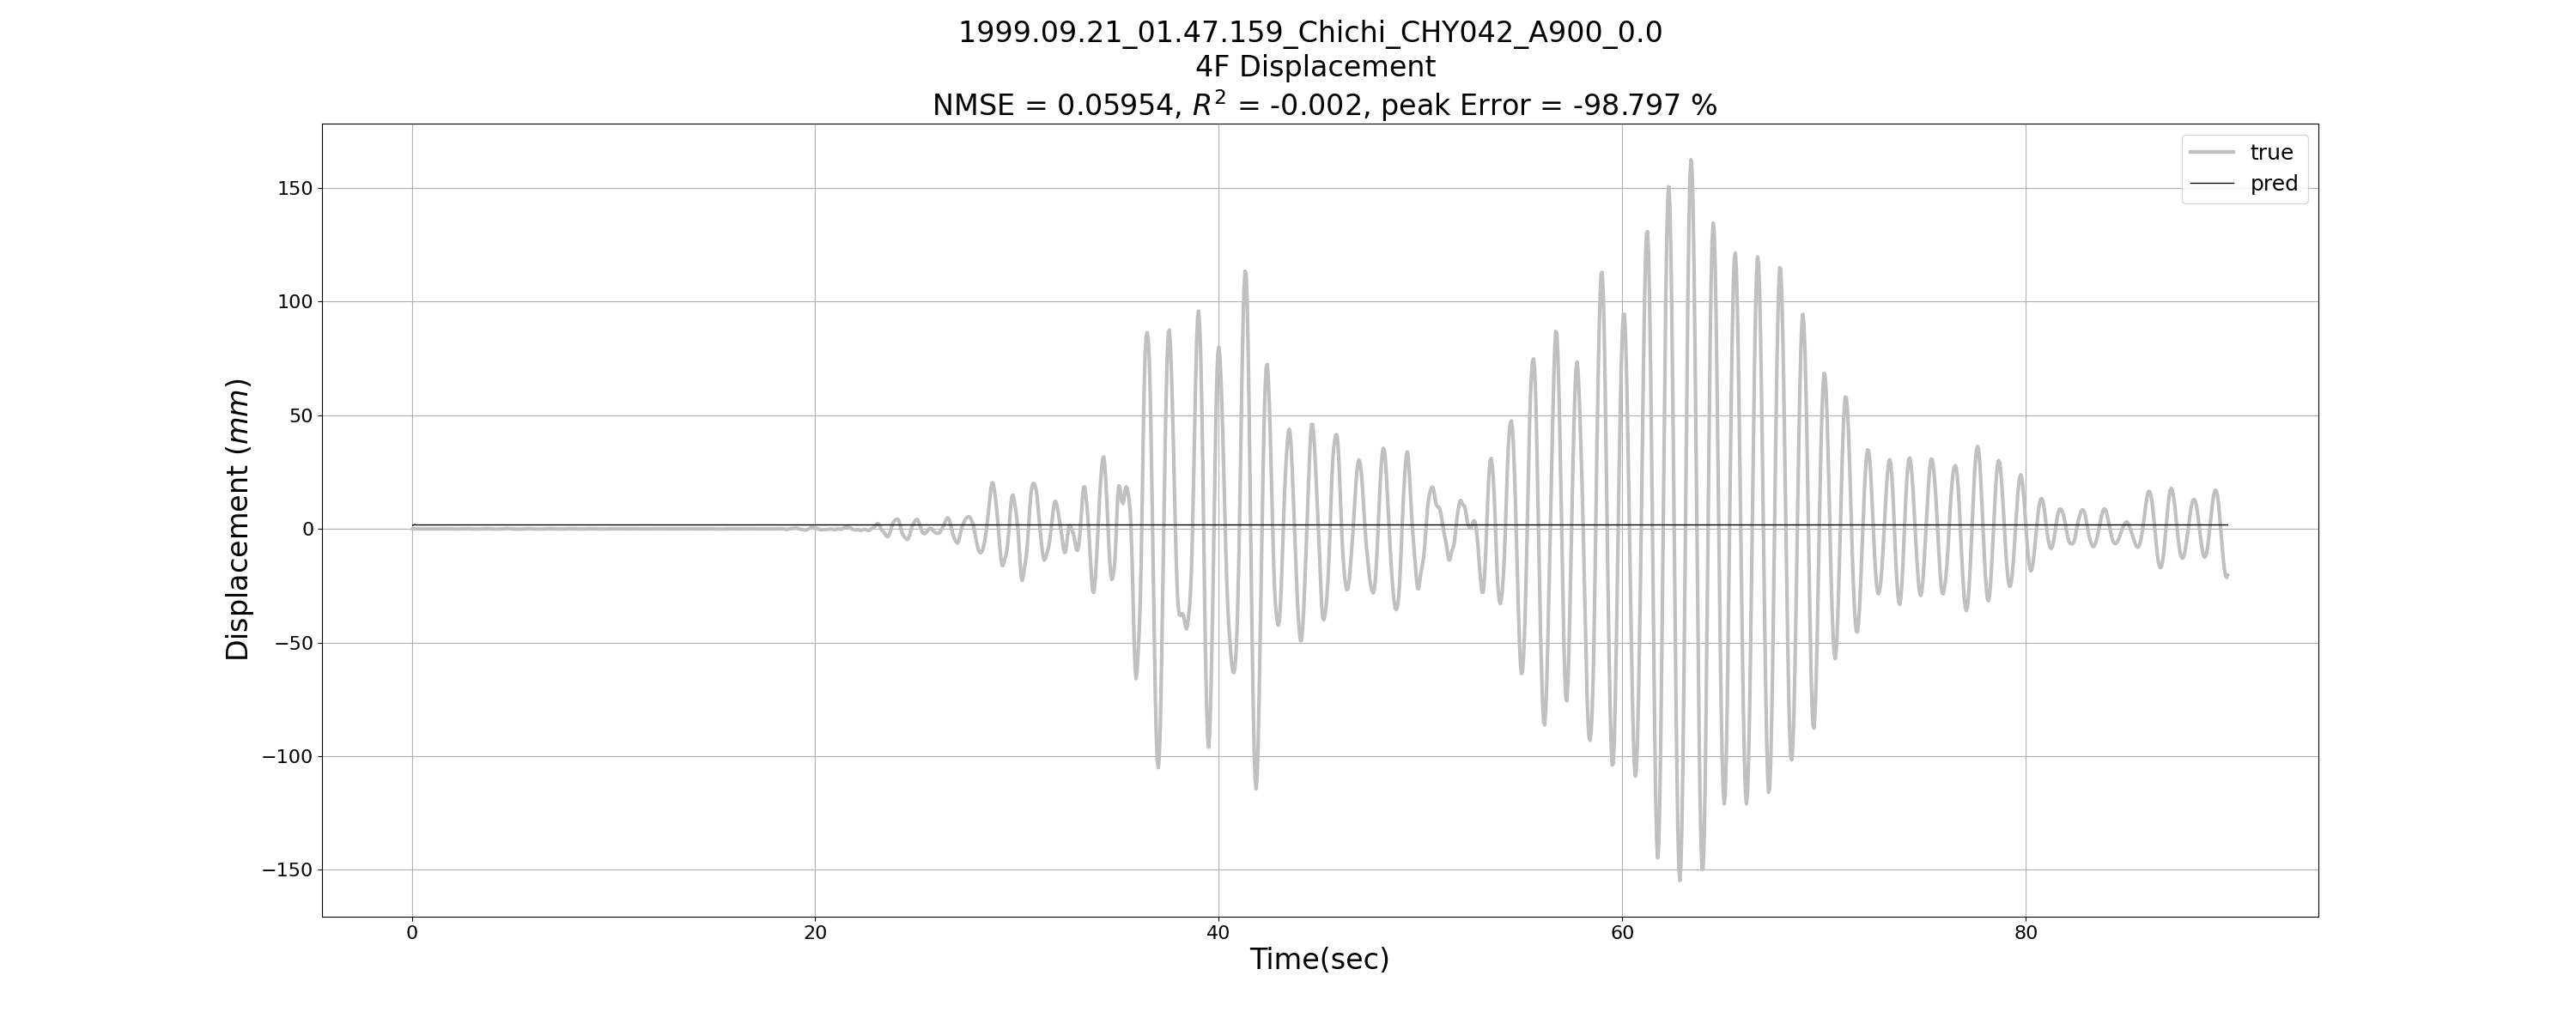 1999.09.21_01.47.159_Chichi_CHY042_A900_0.0
4F Displacement
NMSE = 0.05954, R² = -0.002, peak Error = -98.797 %
true
pred
Displacement (mm)
150
100
50
0
−50
−100
−150
0 20 40 60 80
Time(sec)